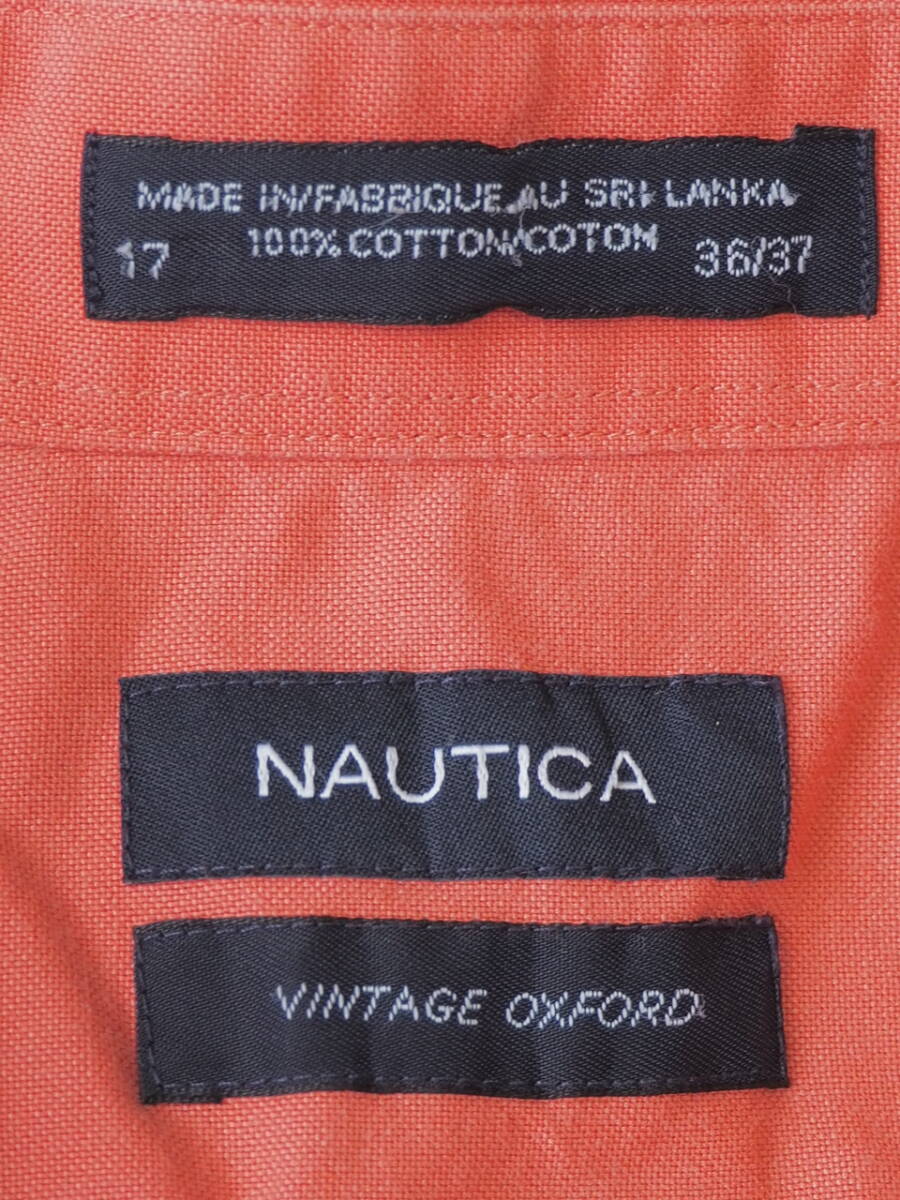 MADE IN/FABRIQUE AU SRI LANKA
100% COTTON/COTON
17 36/37
NAUTICA
VINTAGE OXFORD